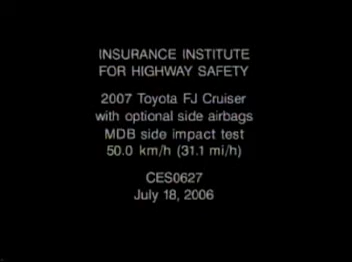 INSURANCE INSTITUTE
FOR HIGHWAY SAFETY
2007 Toyota FJ Cruiser
with optional side airbags
MDB side impact test
50.0 km/h (31.1 mi/h)
CES0627
July 18, 2006